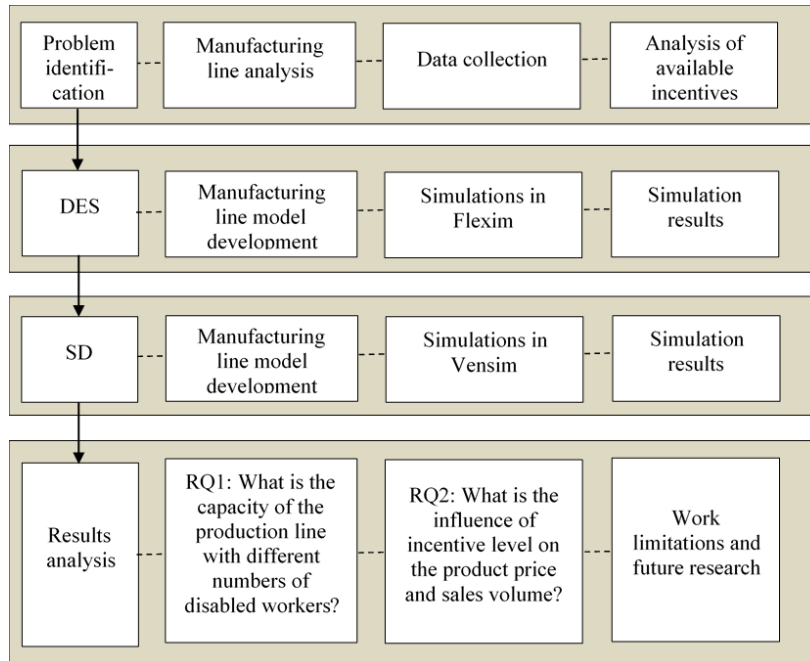 Problem
identifi-
cation
Manufacturing
line analysis
Data collection
Analysis of
available
incentives
DES
Manufacturing
line model
development
Simulations in
Flexim
Simulation
results
SD
Manufacturing
line model
development
Simulations in
Vensim
Simulation
results
Results
analysis
RQ1: What is the
capacity of the
production line
with different
numbers of
disabled workers?
RQ2: What is the
influence of
incentive level on
the product price
and sales volume?
Work
limitations and
future research